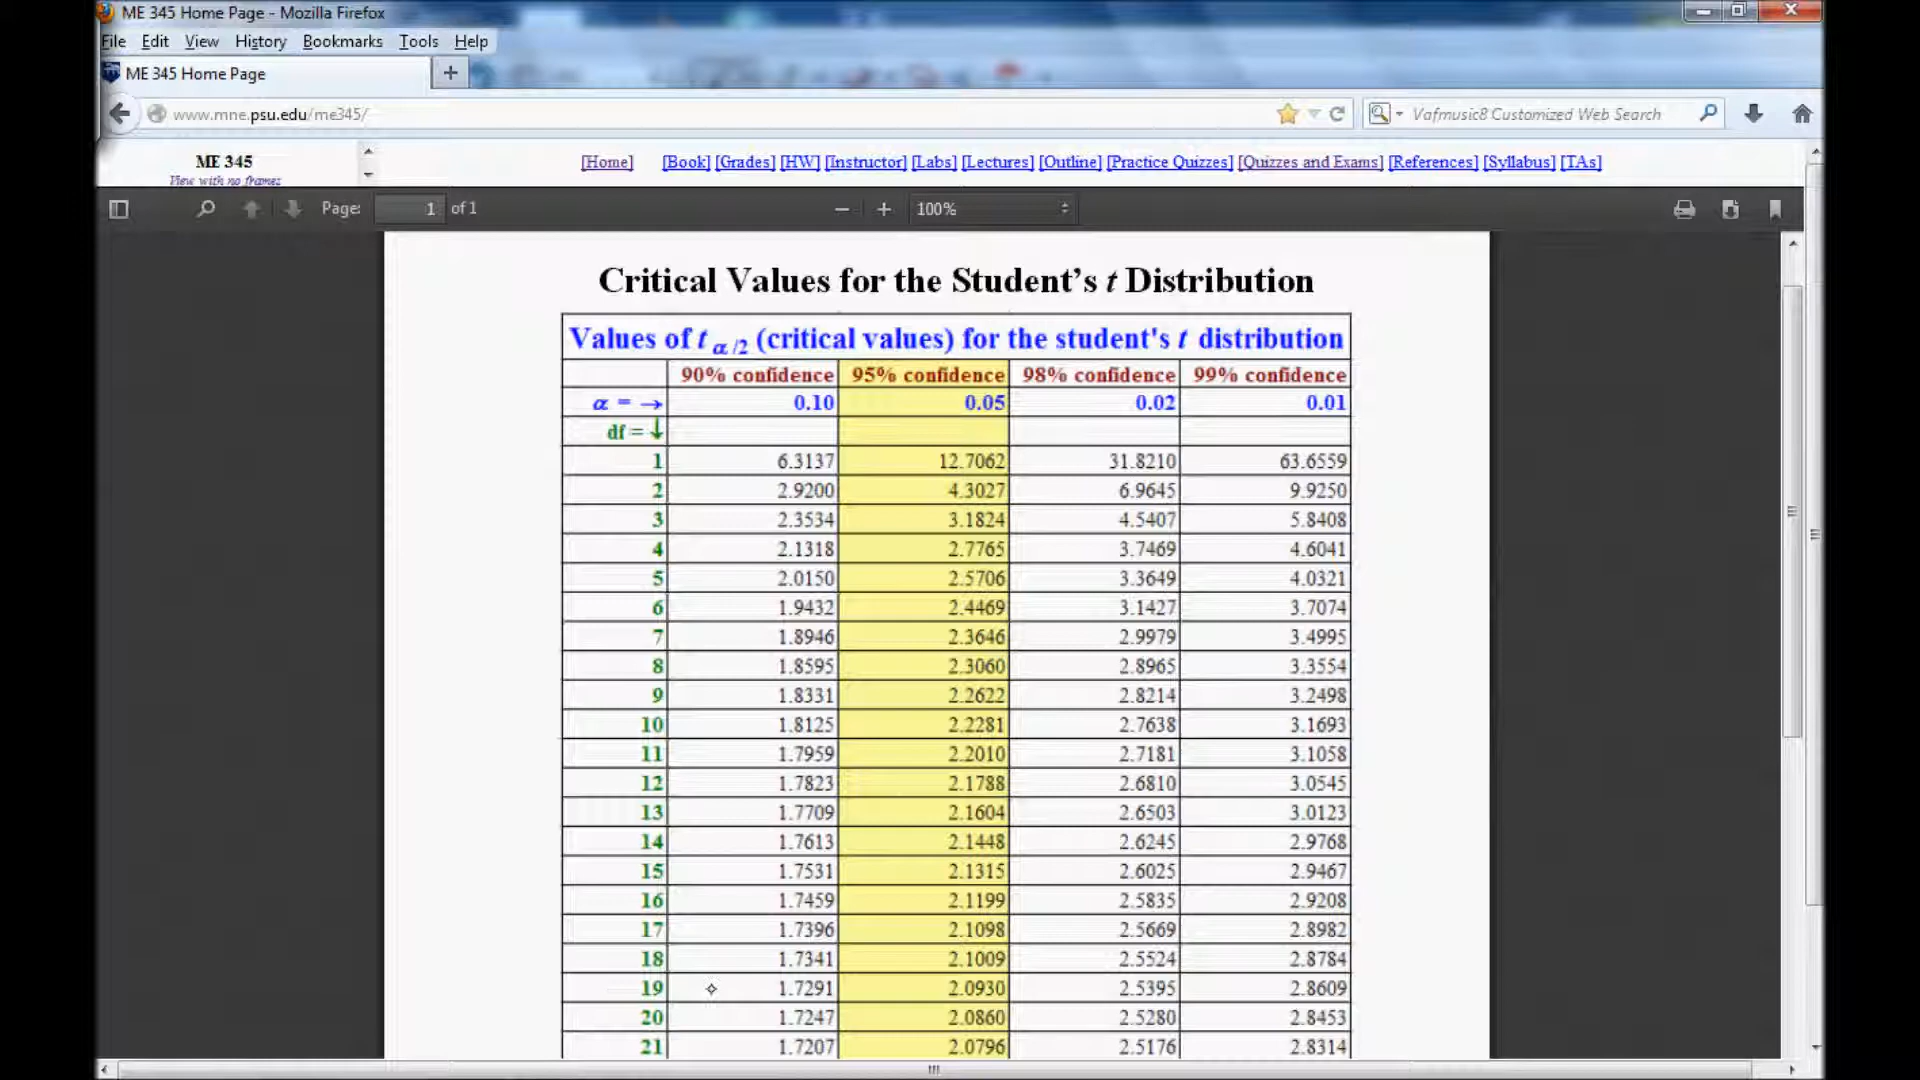 ME 345 Home Page - Mozilla Firefox
File Edit View History Bookmarks Tools Help
ME 345 Home Page
www.mne.psu.edu/me345/
Vafmusic8 Customized Web Search
ME 345
View with no frames
[Home] [Book] [Grades] [HW] [Instructor] [Labs] [Lectures] [Outline] [Practice Quizzes] [Quizzes and Exams] [References] [Syllabus] [TAs]
Page: 1 of 1
100%
Critical Values for the Student's t Distribution
Values of t α/2 (critical values) for the student's t distribution
90% confidence 95% confidence 98% confidence 99% confidence
α = → 0.10 0.05 0.02 0.01
df = ↓
1 6.3137 12.7062 31.8210 63.6559
2 2.9200 4.3027 6.9645 9.9250
3 2.3534 3.1824 4.5407 5.8408
4 2.1318 2.7765 3.7469 4.6041
5 2.0150 2.5706 3.3649 4.0321
6 1.9432 2.4469 3.1427 3.7074
7 1.8946 2.3646 2.9979 3.4995
8 1.8595 2.3060 2.8965 3.3554
9 1.8331 2.2622 2.8214 3.2498
10 1.8125 2.2281 2.7638 3.1693
11 1.7959 2.2010 2.7181 3.1058
12 1.7823 2.1788 2.6810 3.0545
13 1.7709 2.1604 2.6503 3.0123
14 1.7613 2.1448 2.6245 2.9768
15 1.7531 2.1315 2.6025 2.9467
16 1.7459 2.1199 2.5835 2.9208
17 1.7396 2.1098 2.5669 2.8982
18 1.7341 2.1009 2.5524 2.8784
19 1.7291 2.0930 2.5395 2.8609
20 1.7247 2.0860 2.5280 2.8453
21 1.7207 2.0796 2.5176 2.8314